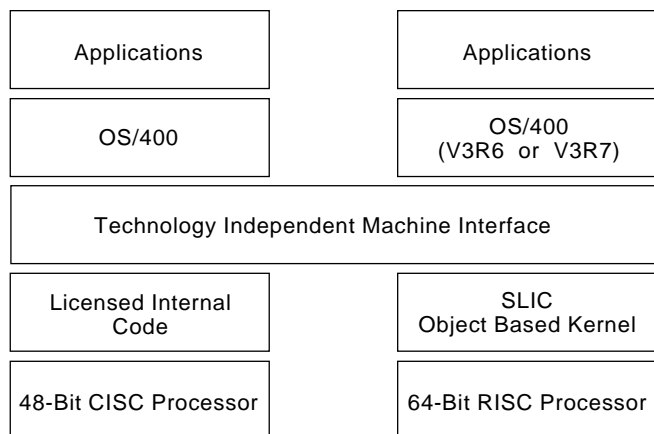 Applications
Applications
OS/400
OS/400
(V3R6 or V3R7)
Technology Independent Machine Interface
Licensed Internal
Code
SLIC
Object Based Kernel
48-Bit CISC Processor
64-Bit RISC Processor